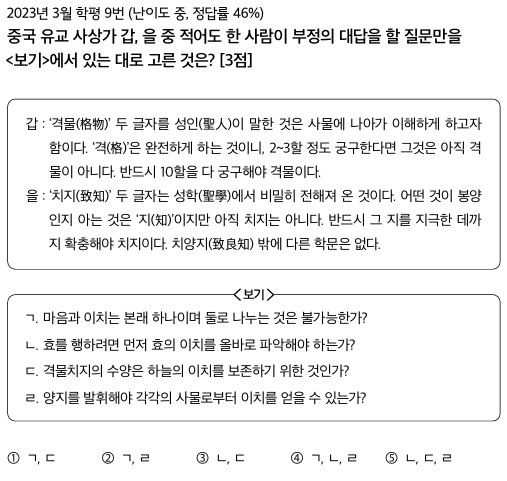 2023년 3월 학평 9번 (난이도 중, 정답률 46%)
중국 유교 사상가 갑, 을 중 적어도 한 사람이 부정의 대답을 할 질문만을
<보기>에서 있는 대로 고른 것은? [3점]
갑 : ‘격물(格物)’ 두 글자를 성인(聖人)이 말한 것은 사물에 나아가 이해하게 하고자
함이다. ‘격(格)’은 완전하게 하는 것이니, 2~3할 정도 궁구한다면 그것은 아직 격
물이 아니다. 반드시 10할을 다 궁구해야 격물이다.
을 : ‘치지(致知)’ 두 글자는 성학(聖學)에서 비밀히 전해져 온 것이다. 어떤 것이 봉양
인지 아는 것은 ‘지(知)’이지만 아직 치지는 아니다. 반드시 그 지를 지극한 데까
지 확충해야 치지이다. 치양지(致良知) 밖에 다른 학문은 없다.
<보기>
ㄱ. 마음과 이치는 본래 하나이며 둘로 나누는 것은 불가능한가?
ㄴ. 효를 행하려면 먼저 효의 이치를 올바로 파악해야 하는가?
ㄷ. 격물치지의 수양은 하늘의 이치를 보존하기 위한 것인가?
ㄹ. 양지를 발휘해야 각각의 사물로부터 이치를 얻을 수 있는가?
① ㄱ, ㄷ ② ㄱ, ㄹ ③ ㄴ, ㄷ ④ ㄱ, ㄴ, ㄹ ⑤ ㄴ, ㄷ, ㄹ